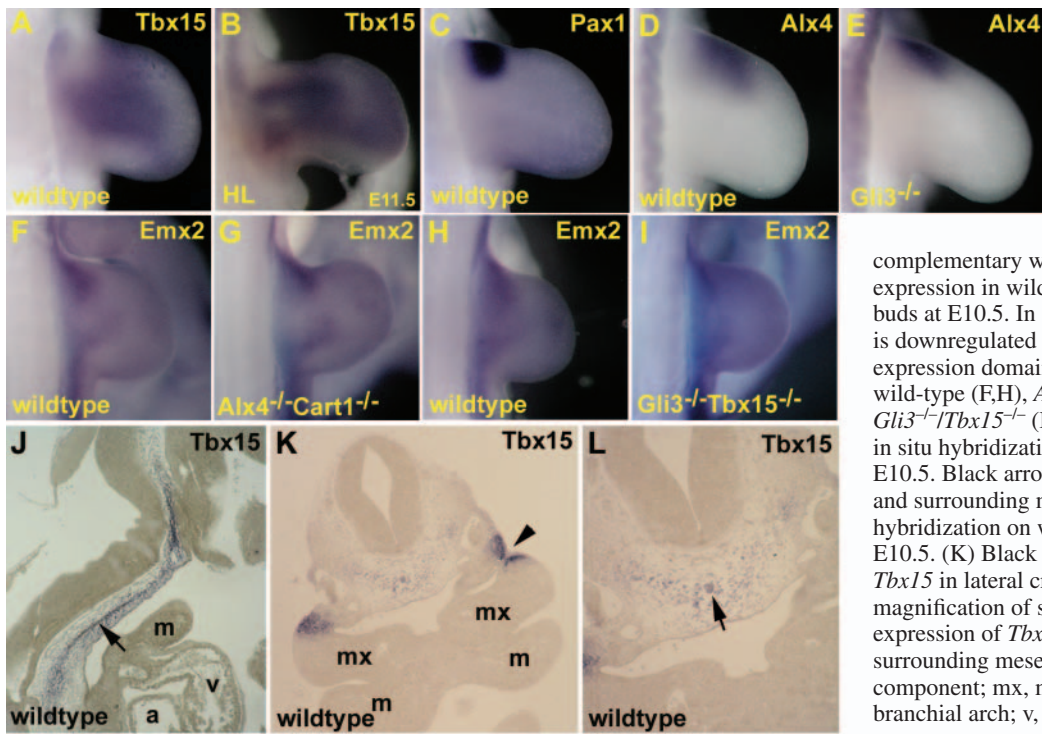 A Tbx15
wildtype
B Tbx15
HL E11.5
C Pax1
wildtype
D Alx4
wildtype
E Alx4
Gli3-/-
F Emx2
wildtype
G Emx2
Alx4-/-Cart1-/-
H Emx2
wildtype
I Emx2
Gli3-/-Tbx15-/-
J Tbx15
m
v
a
wildtype
K Tbx15
mx
mx
m
m
wildtype
L Tbx15
wildtype
complementary w
expression in wild
buds at E10.5. In
is downregulated
expression domai
wild-type (F,H), A
Gli3–/–/Tbx15–/– (I
in situ hybridizati
E10.5. Black arro
and surrounding m
hybridization on w
E10.5. (K) Black
Tbx15 in lateral cr
magnification of s
expression of Tbx
surrounding mese
component; mx, m
branchial arch; v,